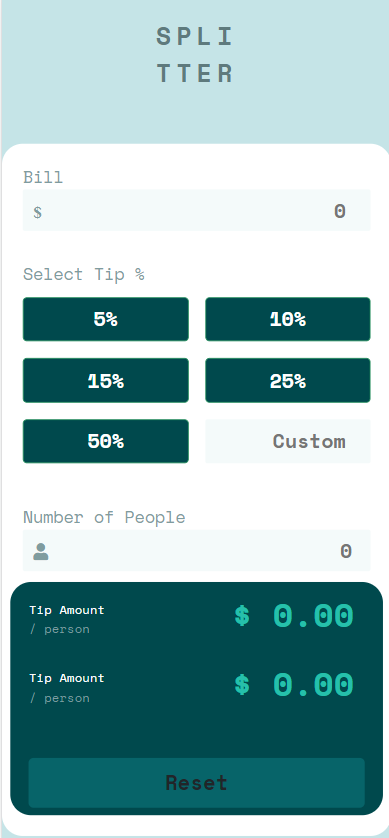 SPLI
TTER
Bill
$ 0
Select Tip %
5% 10%
15% 25%
50% Custom
Number of People
0
Tip Amount
/ person
$ 0.00
Tip Amount
/ person
$ 0.00
Reset